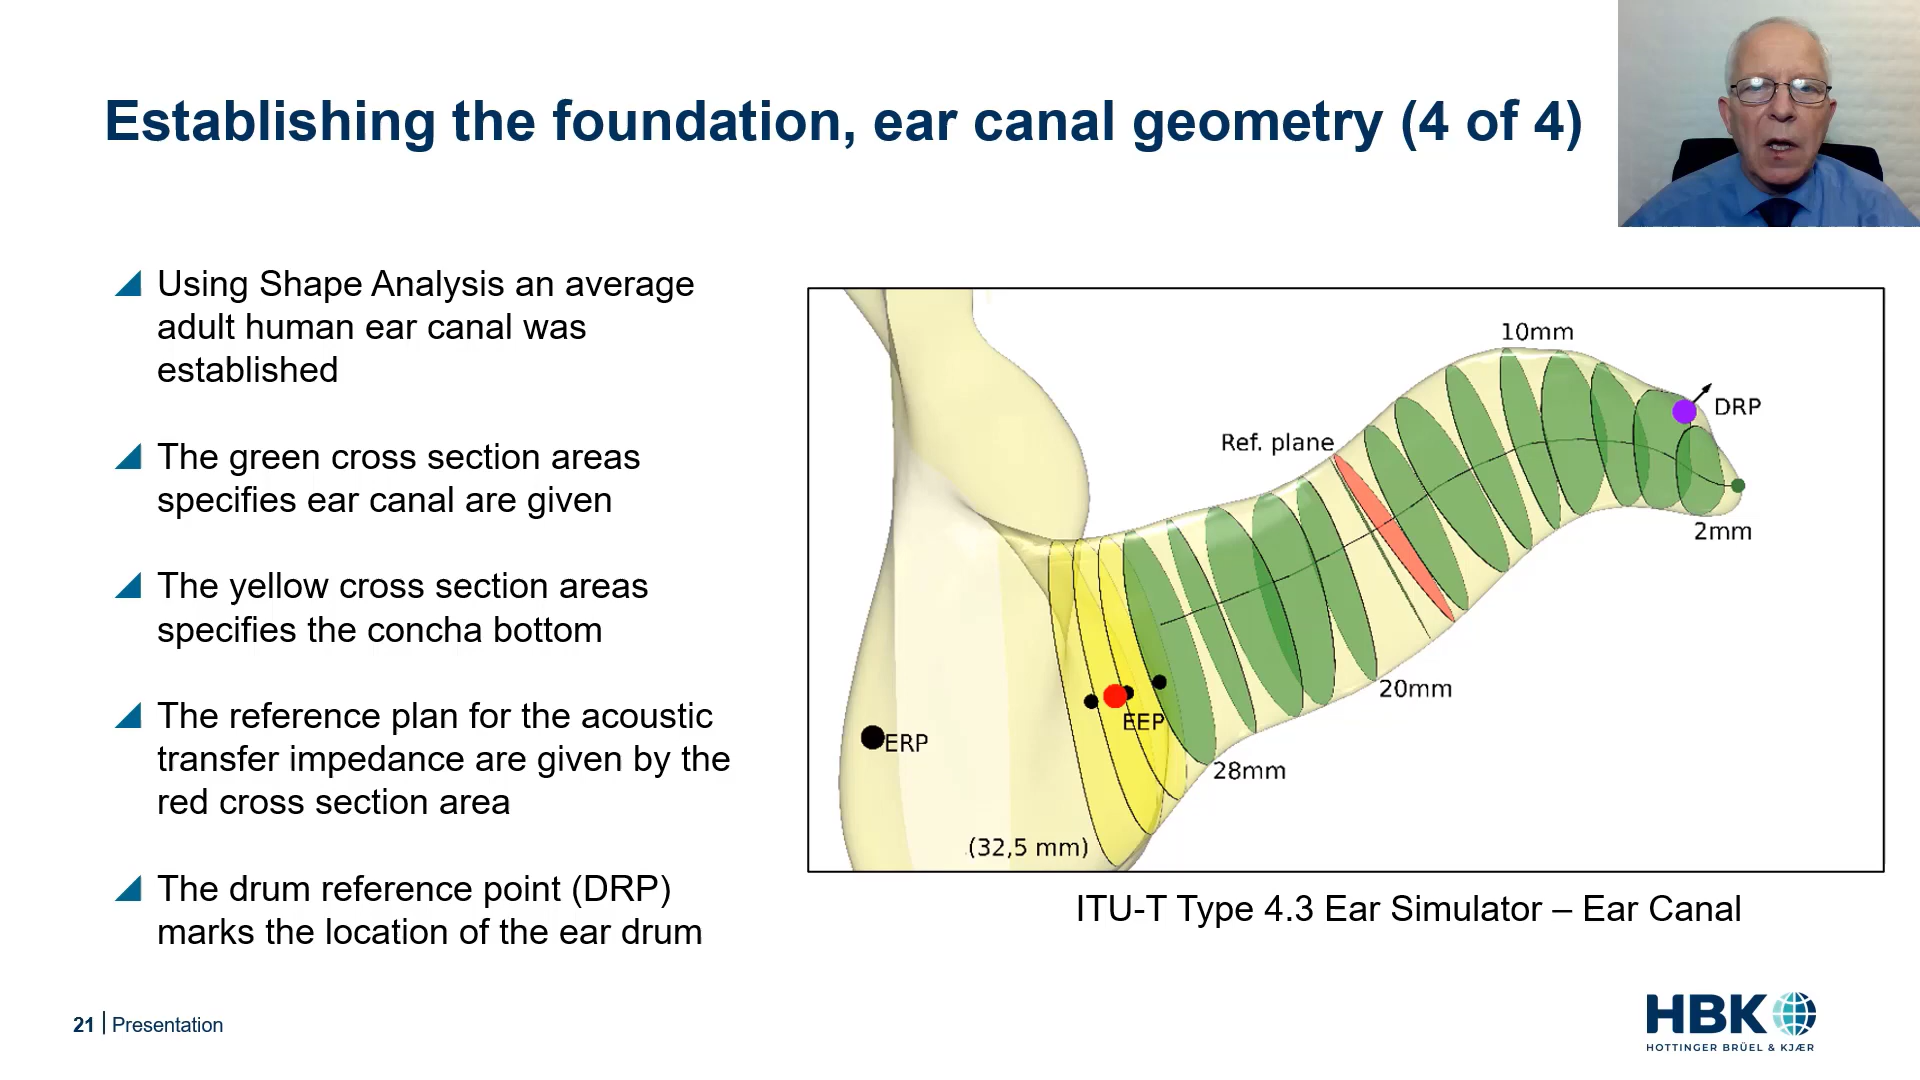 Establishing the foundation, ear canal geometry (4 of 4)
Using Shape Analysis an average
adult human ear canal was
established
The green cross section areas
specifies ear canal are given
The yellow cross section areas
specifies the concha bottom
The reference plan for the acoustic
transfer impedance are given by the
red cross section area
The drum reference point (DRP)
marks the location of the ear drum
10mm
DRP
Ref. plane
2mm
20mm
EEP
ERP
28mm
(32,5 mm)
ITU-T Type 4.3 Ear Simulator – Ear Canal
21 | Presentation
HBK
HOTTINGER BRÜEL & KJÆR